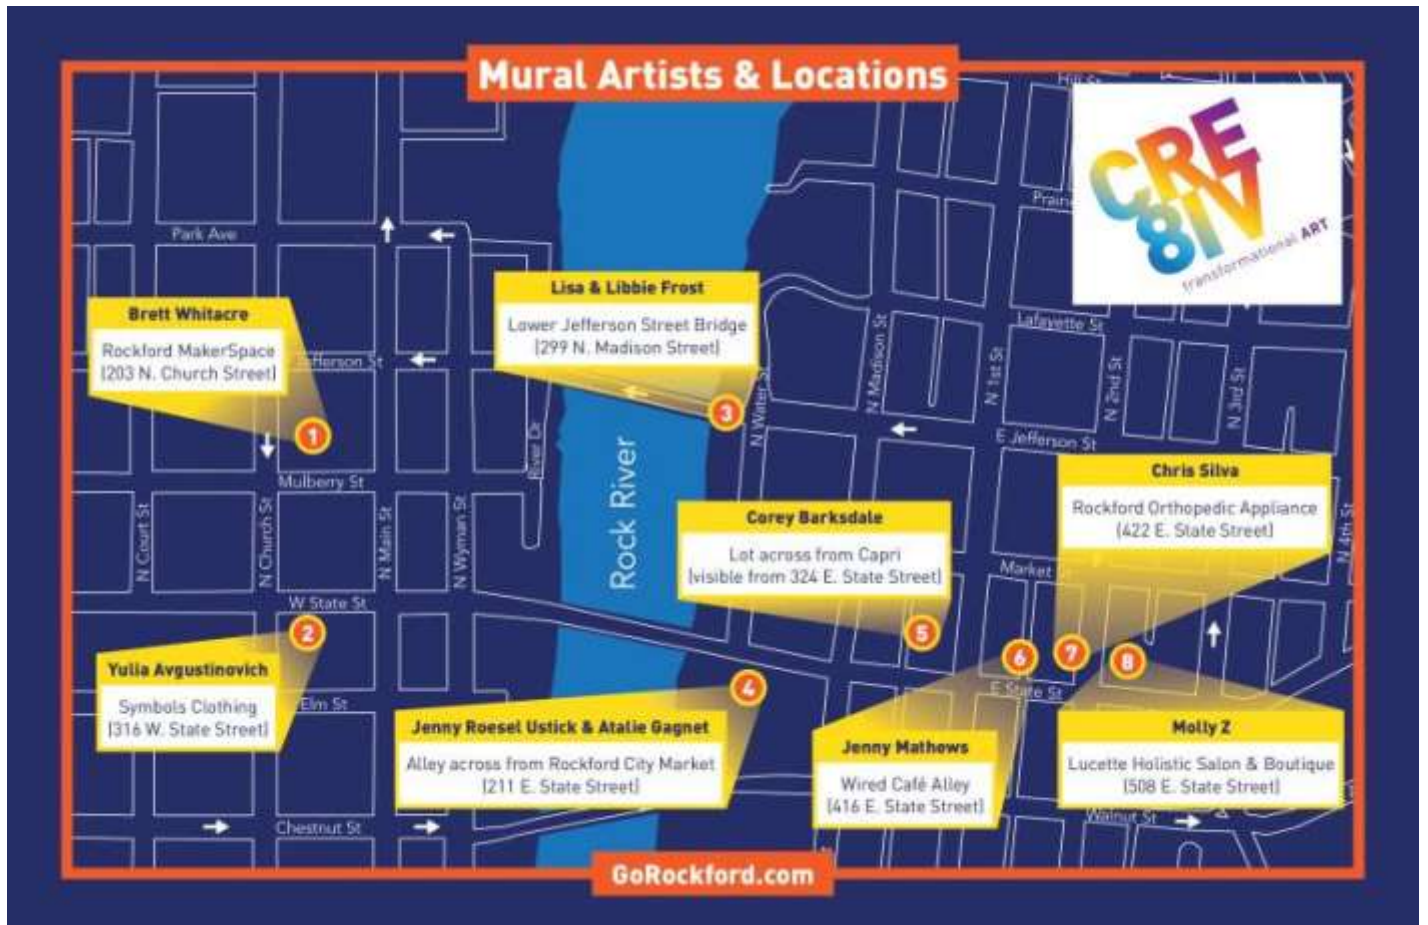 Mural Artists & Locations
CRE
8IV
transformational ART
Hill St
Park Ave
Brett Whitacre
Rockford MakerSpace
(203 N. Church Street)
Lisa & Libbie Frost
Lower Jefferson Street Bridge
(299 N. Madison Street)
Lafayette St
Jefferson St
N Madison St
N 1st St
N 2nd St
N 3rd St
N Water St
1
3
E Jefferson St
River Dr
Rock River
Mulberry St
Chris Silva
Rockford Orthopedic Appliance
(422 E. State Street)
Corey Barksdale
Lot across from Capri
(visible from 324 E. State Street)
N Court St
N Church St
N Main St
N Wyman St
N 4th St
Market St
W State St
2
5
6
7
8
4
Yulia Avgustinovich
Symbols Clothing
(316 W. State Street)
Elm St
E State St
Jenny Roesel Ustick & Atalie Gagnet
Alley across from Rockford City Market
(211 E. State Street)
Jenny Mathows
Wired Café Alley
(416 E. State Street)
Molly Z
Lucette Holistic Salon & Boutique
(508 E. State Street)
Chestnut St
Walnut St
GoRockford.com